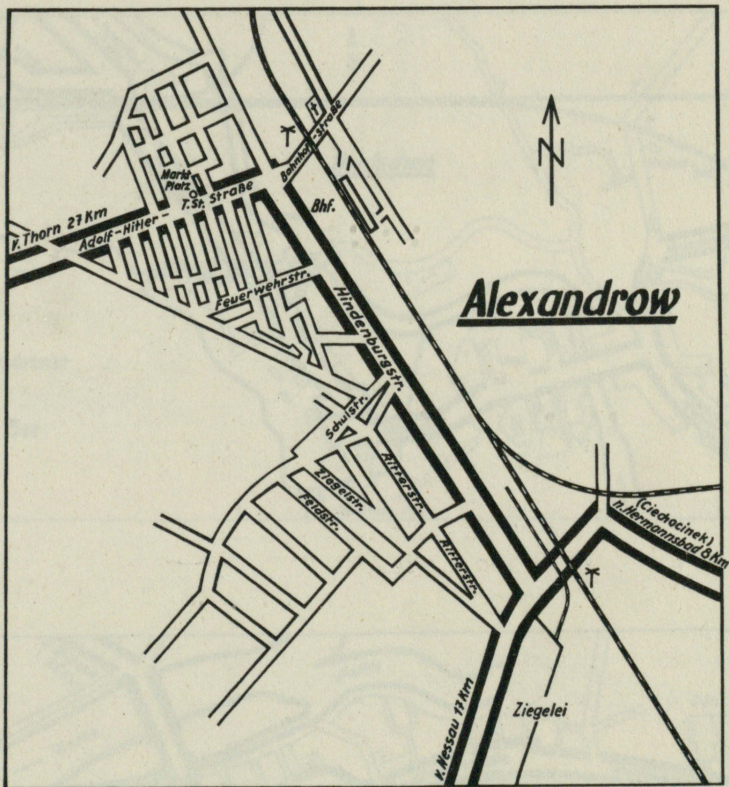 Bahnhof-Straße
Markt
Platz
T.St.
Adolf-Hitler-Straße
v. Thorn 27 Km
Bhf.
N
Feuerwehrstr.
Hindenburgstr.
Alexandrow
Schulstr.
Ziegelstr.
Feldstr.
Ritterstr.
Ritterstr.
(Ciechocinek)
n. Hermannsbad 8 Km
v. Nessau 17 Km
Ziegelei